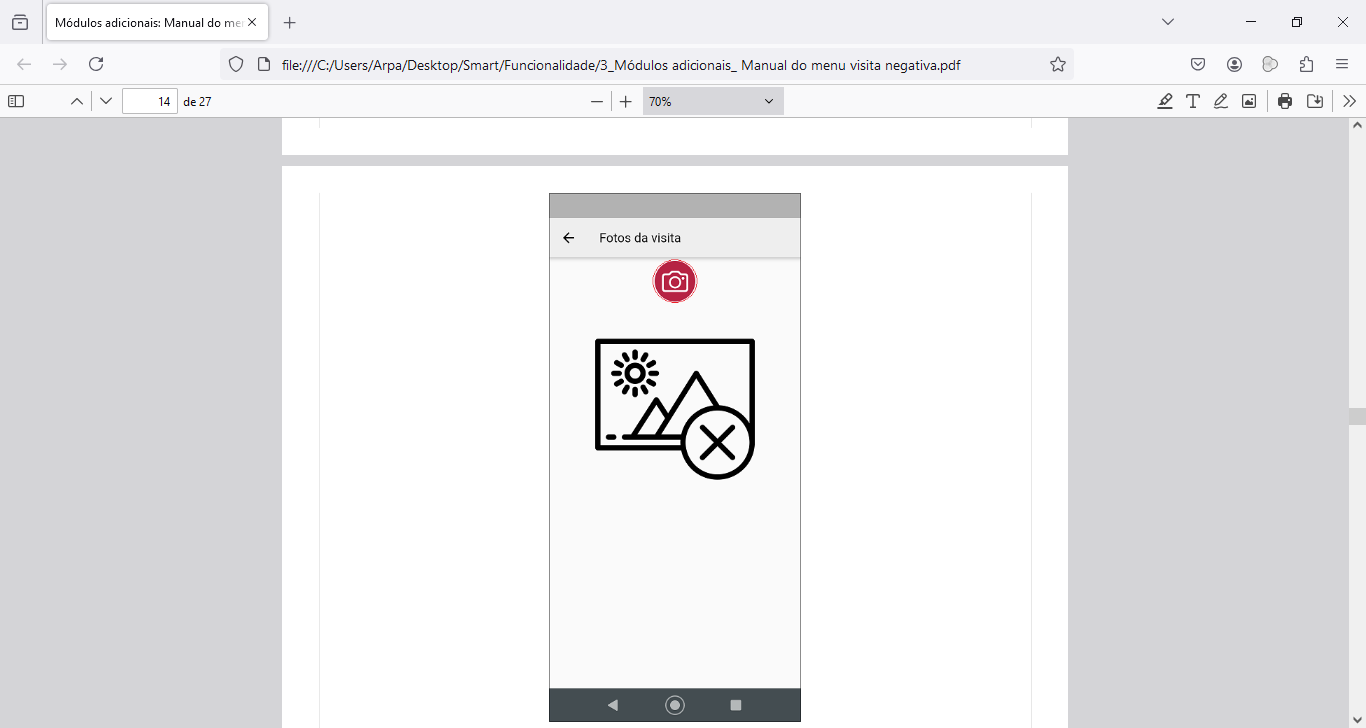 Módulos adicionais: Manual do me
file:///C:/Users/Arpa/Desktop/Smart/Funcionalidade/3_Módulos adicionais_ Manual do menu visita negativa.pdf
14 de 27
70%
Fotos da visita